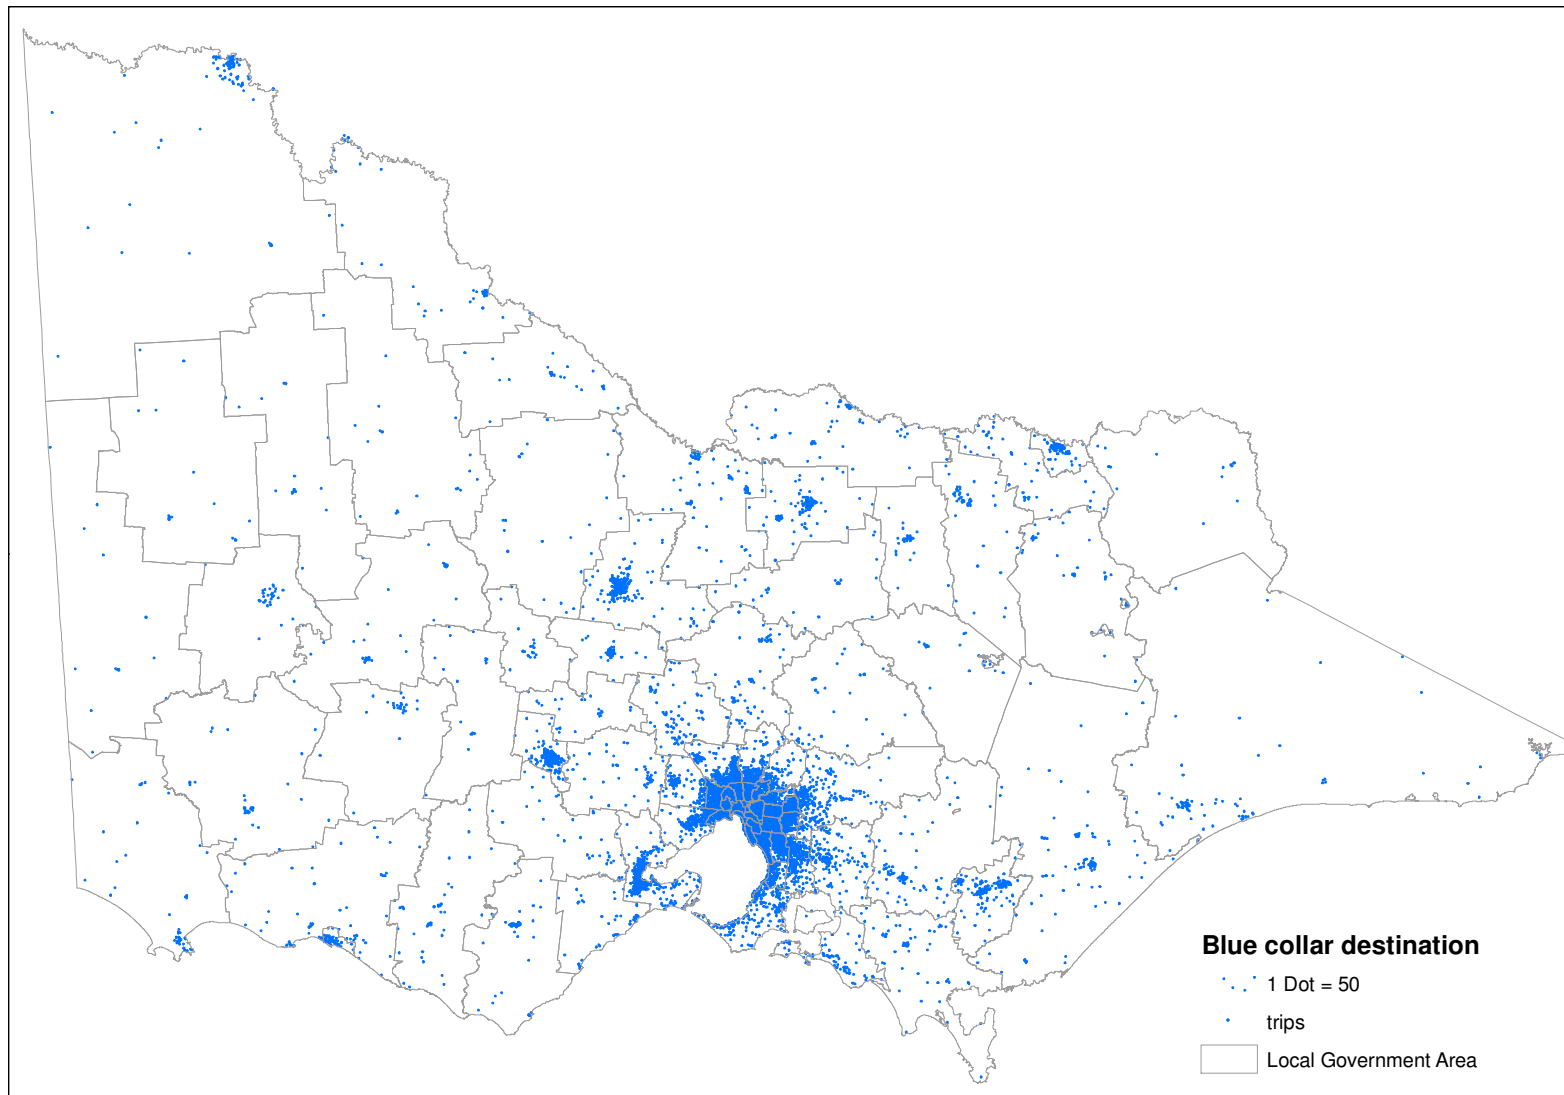 Blue collar destination
1 Dot = 50
trips
Local Government Area